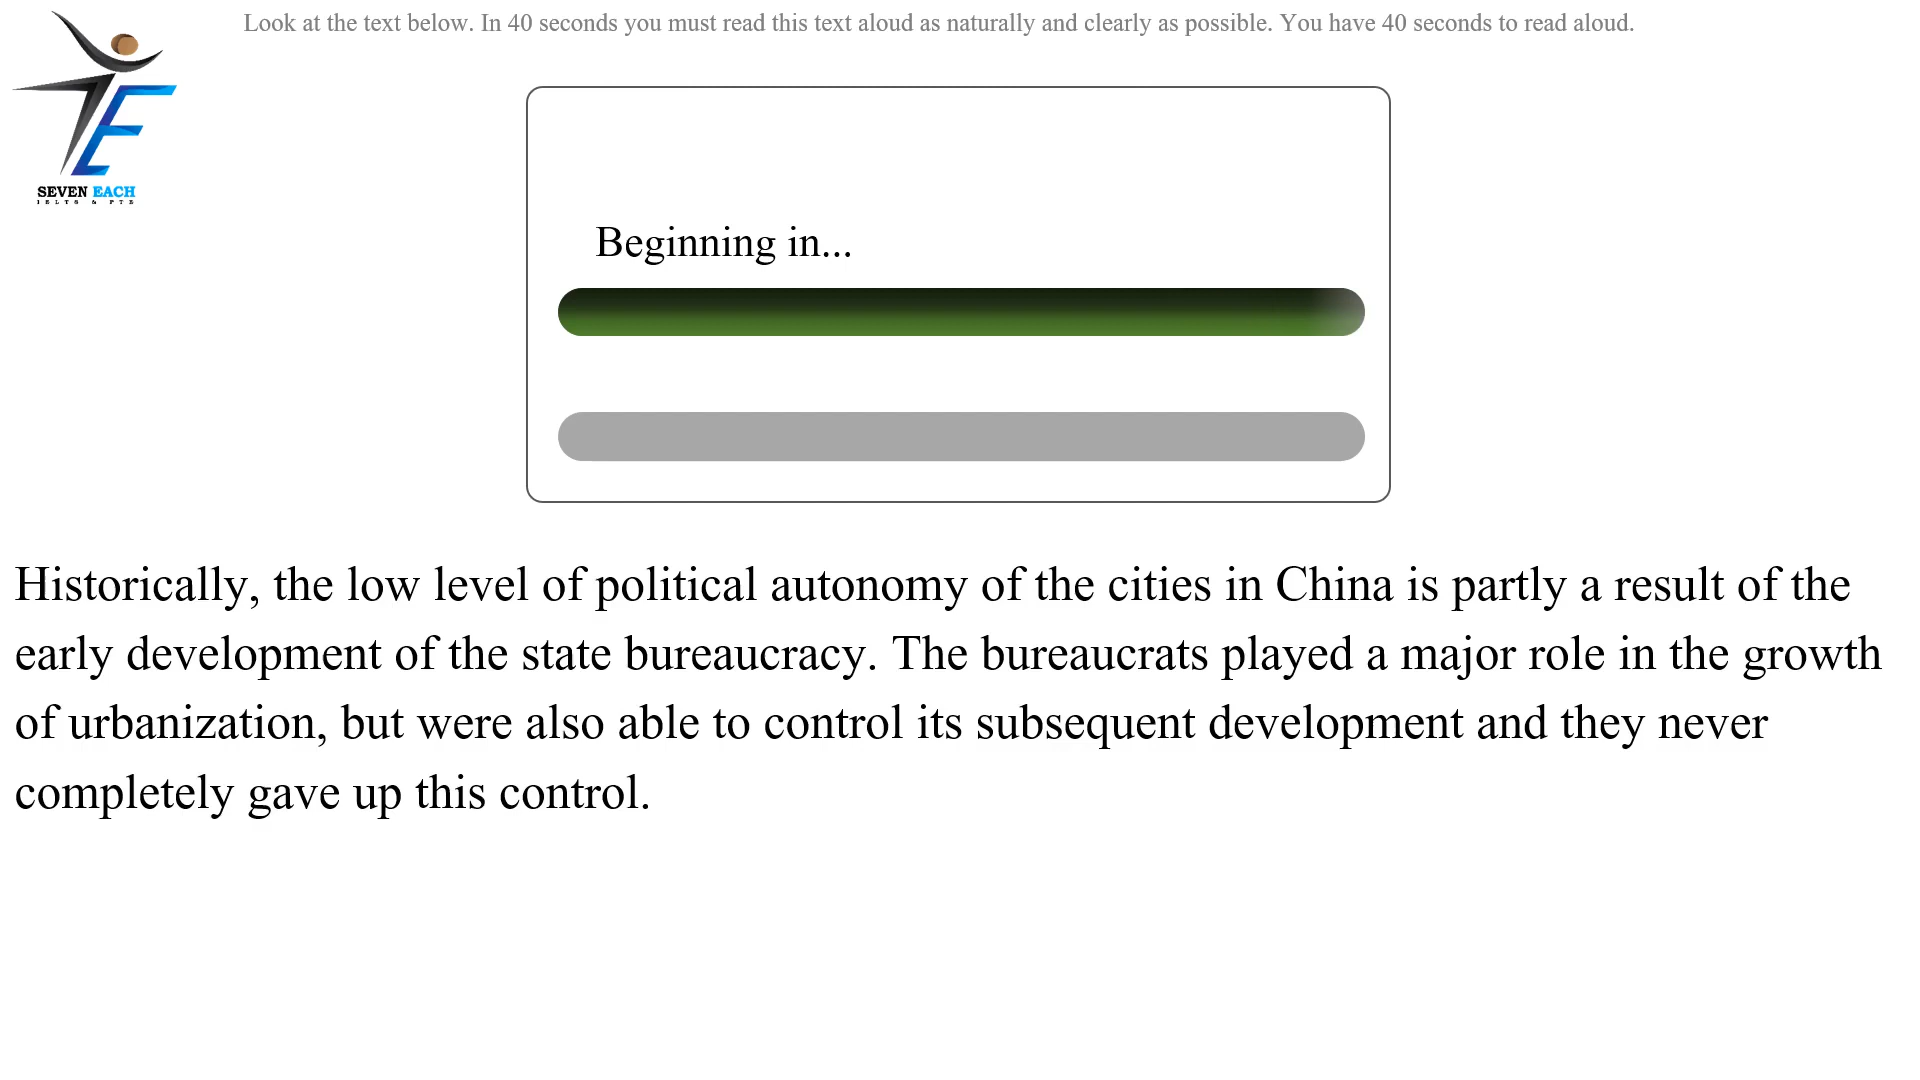 Look at the text below. In 40 seconds you must read this text aloud as naturally and clearly as possible. You have 40 seconds to read aloud.
SEVEN EACH
IELTS & PTE
Beginning in...
Historically, the low level of political autonomy of the cities in China is partly a result of the
early development of the state bureaucracy. The bureaucrats played a major role in the growth
of urbanization, but were also able to control its subsequent development and they never
completely gave up this control.